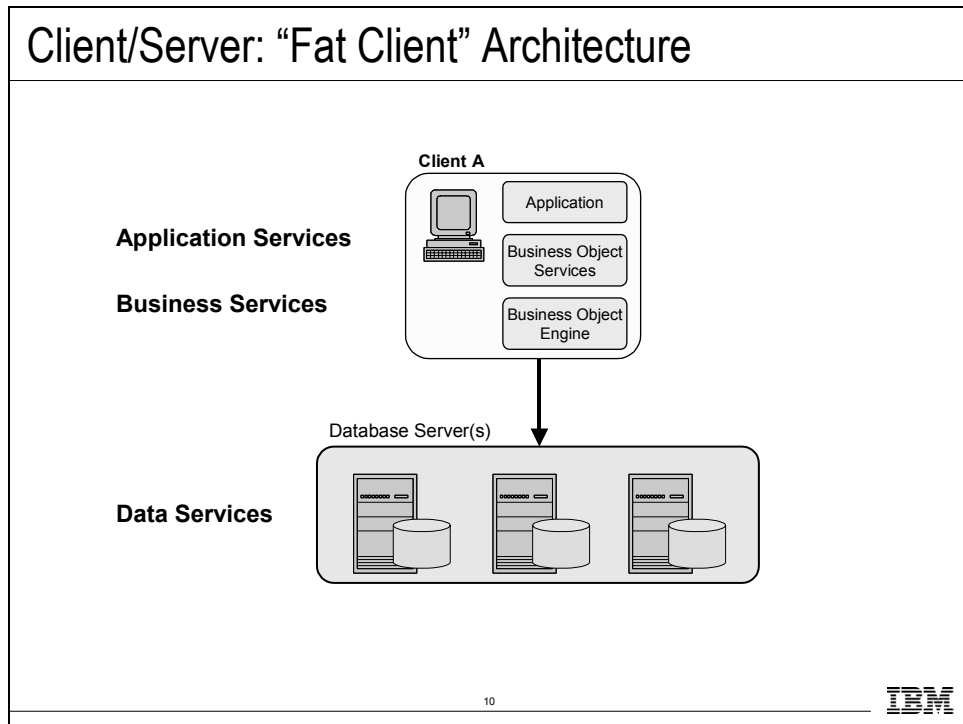 Client/Server: “Fat Client” Architecture
Client A
Application
Application Services
Business Object
Services
Business Services
Business Object
Engine
Database Server(s)
Data Services
10
IBM